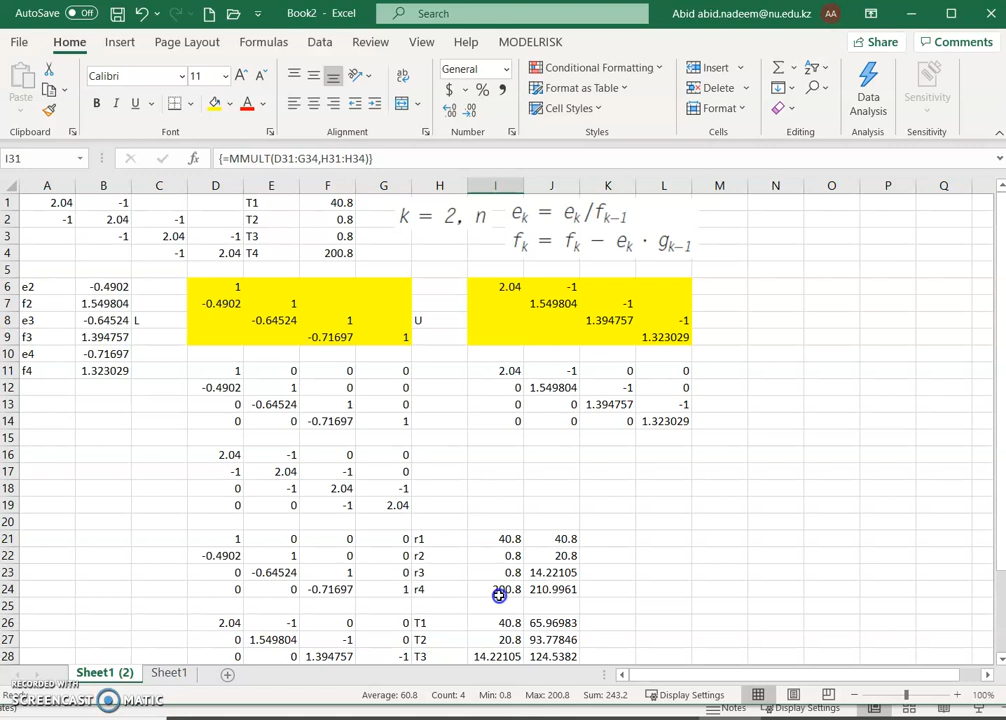 AutoSave Off Book2 - Excel Search Abid abid.nadeem@nu.edu.kz AA
File Home Insert Page Layout Formulas Data Review View Help MODELRISK Share Comments
Paste Calibri 11 General Conditional Formatting Insert Data Analysis Sensitivity
B I U $ % Format as Table Delete
Cell Styles Format
Clipboard Font Alignment Number Styles Cells Editing Analysis Sensitivity
I31 fx {=MMULT(D31:G34,H31:H34)}
A B C D E F G H I J K L M N O P Q
1 2.04 -1 T1 40.8
2 -1 2.04 -1 T2 0.8
3 -1 2.04 -1 T3 0.8
4 -1 2.04 T4 200.8
k = 2, n eₖ = eₖ/fₖ₋₁
fₖ = fₖ − eₖ · gₖ₋₁
5
6 e2 -0.4902 1 2.04 -1
7 f2 1.549804 -0.4902 1 1.549804 -1
8 e3 -0.64524 L -0.64524 1 U 1.394757 -1
9 f3 1.394757 -0.71697 1 1.323029
10 e4 -0.71697
11 f4 1.323029 1 0 0 0 2.04 -1 0 0
12 -0.4902 1 0 0 0 1.549804 -1 0
13 0 -0.64524 1 0 0 0 1.394757 -1
14 0 0 -0.71697 1 0 0 0 1.323029
15
16 2.04 -1 0 0
17 -1 2.04 -1 0
18 0 -1 2.04 -1
19 0 0 -1 2.04
20
21 1 0 0 0 r1 40.8 40.8
22 -0.4902 1 0 0 r2 0.8 20.8
23 0 -0.64524 1 0 r3 0.8 14.22105
24 0 0 -0.71697 1 r4 200.8 210.9961
25
26 2.04 -1 0 0 T1 40.8 65.96983
27 0 1.549804 -1 0 T2 20.8 93.77846
28 0 0 1.394757 -1 T3 14.22105 124.5382
Sheet1 (2) Sheet1
RECORDED WITH
SCREENCAST MATIC
Average: 60.8 Count: 4 Min: 0.8 Max: 200.8 Sum: 243.2 Display Settings 100%
Notes Display Settings